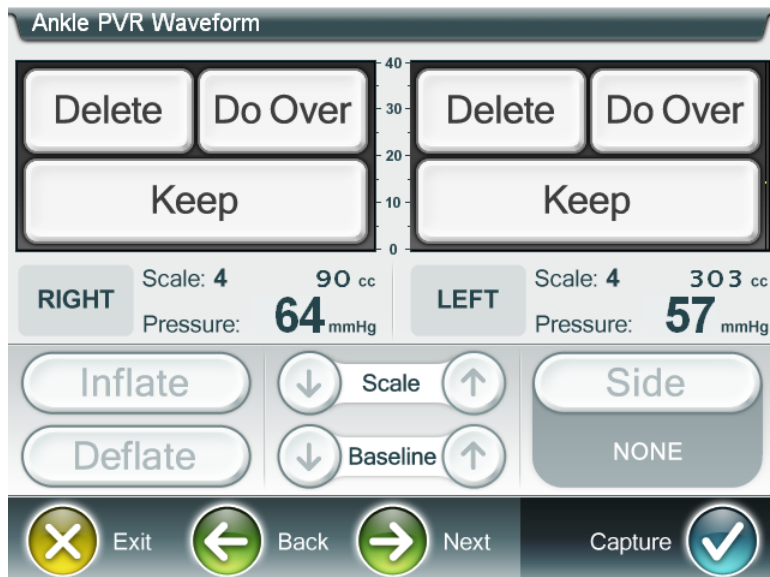 Ankle PVR Waveform
Delete Do Over
Keep
40
30
20
10
0
Delete Do Over
Keep
RIGHT
Scale: 4 90 cc
Pressure: 64 mmHg
LEFT
Scale: 4 303 cc
Pressure: 57 mmHg
Inflate
Deflate
Scale
Baseline
Side
NONE
Exit Back Next Capture